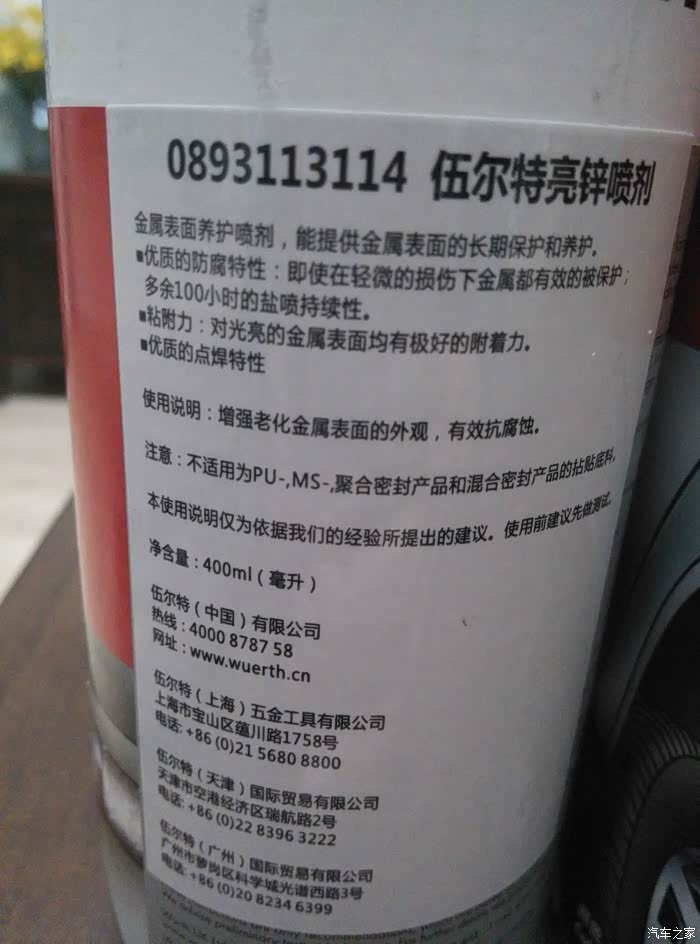 0893113114 伍尔特亮锌喷剂
金属表面养护喷剂，能提供金属表面的长期保护和养护。
■优质的防腐特性：即使在轻微的损伤下金属都有效的被保护；
多余100小时的盐喷持续性。
■粘附力：对光亮的金属表面均有极好的附着力。
■优质的点焊特性
使用说明：增强老化金属表面的外观，有效抗腐蚀。
注意：不适用为PU-,MS-,聚合密封产品和混合密封产品的拈贴底料。
本使用说明仅为依据我们的经验所提出的建议。使用前建议先做测试。
净含量：400ml（毫升）
伍尔特（中国）有限公司
热线：4000 8787 58
网址：www.wuerth.cn
伍尔特（上海）五金工具有限公司
上海市宝山区蕴川路1758号
电话: +86 (0)21 5680 8800
伍尔特（天津）国际贸易有限公司
天津市空港经济区瑞航路2号
电话: +86 (0)22 8396 3222
伍尔特（广州）国际贸易有限公司
广州市萝岗区科学城光谱西路3号
电话: +86 (0)20 8234 6399
汽车之家